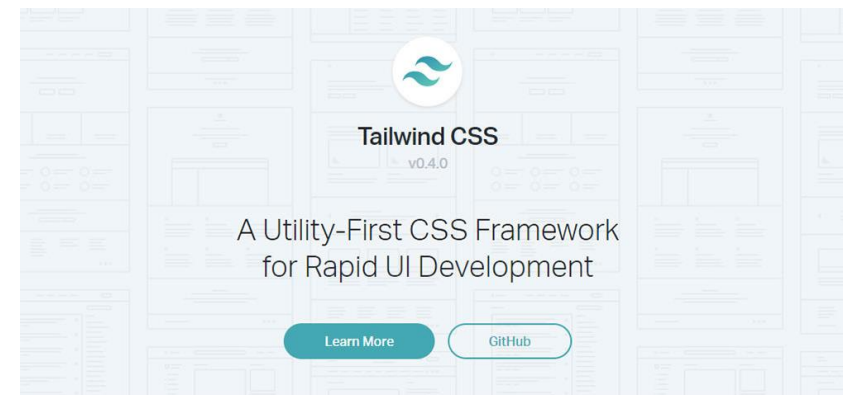 Tailwind CSS
v0.4.0
A Utility-First CSS Framework
for Rapid UI Development
Learn More
GitHub